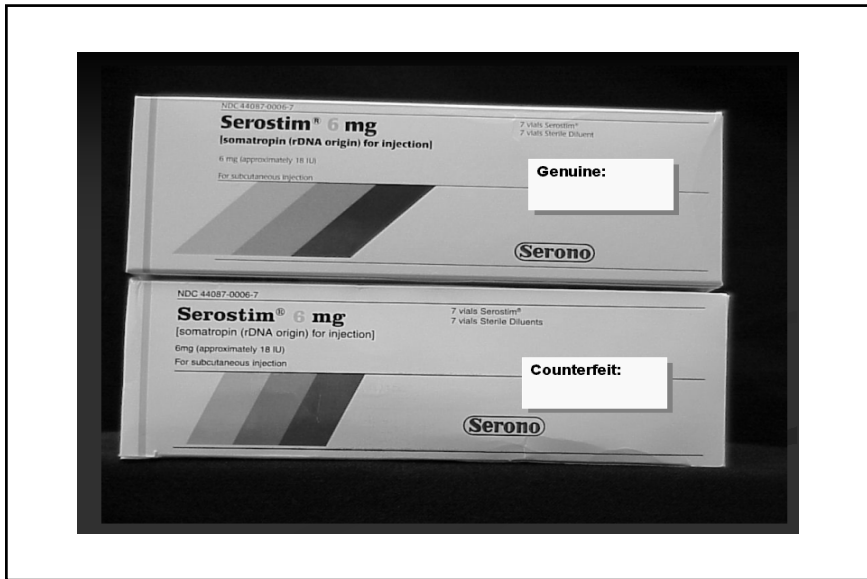 NDC 44087-0006-7
Serostim® 6 mg
[somatropin (rDNA origin) for injection]
6 mg (approximately 18 IU)
For subcutaneous injection
7 vials Serostim®
7 vials Sterile Diluent
Genuine:
Serono
NDC 44087-0006-7
Serostim® 6 mg
[somatropin (rDNA origin) for injection]
6mg (approximately 18 IU)
For subcutaneous injection
7 vials Serostim®
7 vials Sterile Diluents
Counterfeit:
Serono